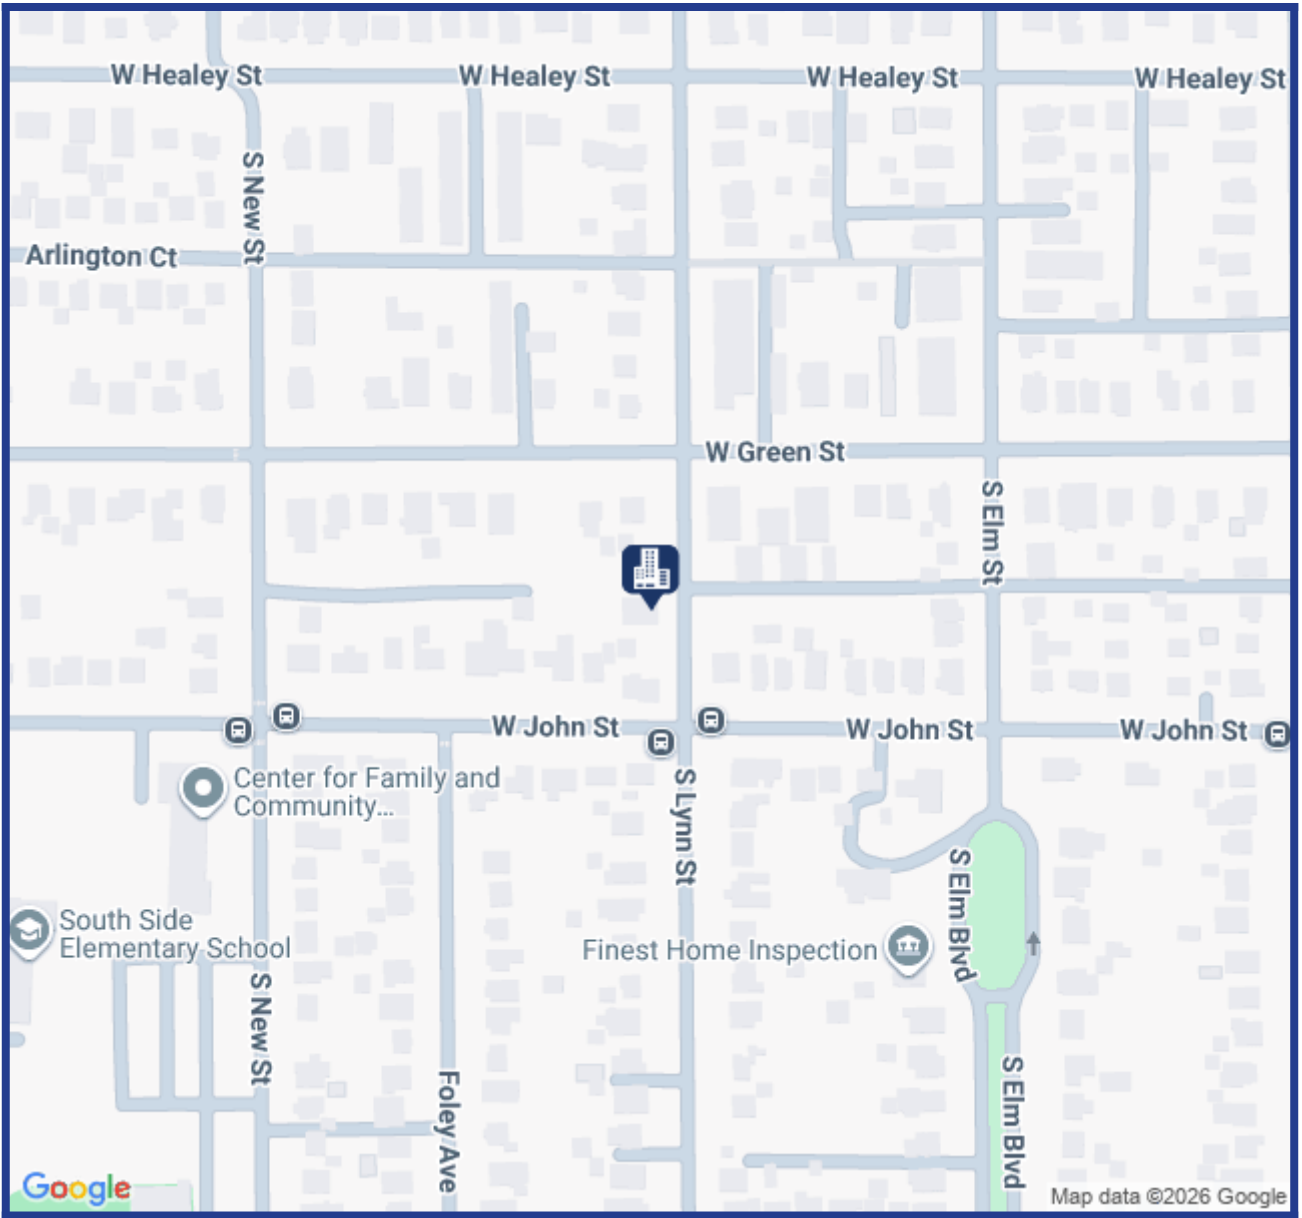 W Healey St
W Healey St
W Healey St
W Healey St
S New St
Arlington Ct
W Green St
S Elm St
W John St
W John St
W John St
Center for Family and
Community...
S Lynn St
S Elm Blvd
South Side
Elementary School
Finest Home Inspection
S New St
Foley Ave
S Elm Blvd
Google
Map data ©2026 Google